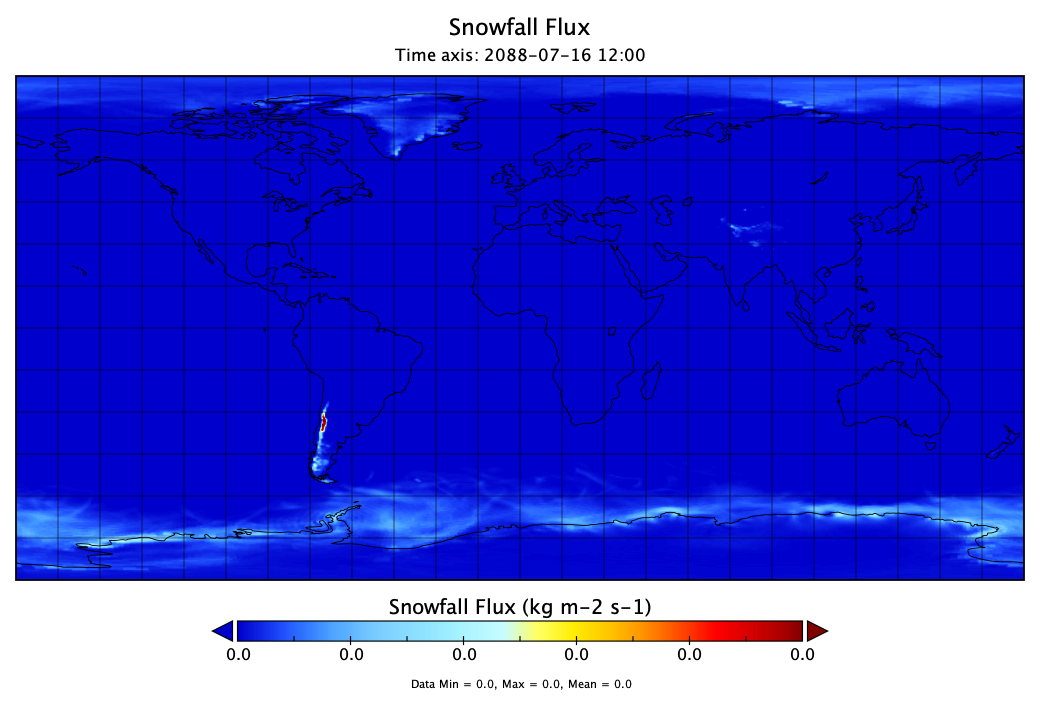 Snowfall Flux
Time axis: 2088-07-16 12:00
Snowfall Flux (kg m-2 s-1)
0.0 0.0 0.0 0.0 0.0 0.0
Data Min = 0.0, Max = 0.0, Mean = 0.0